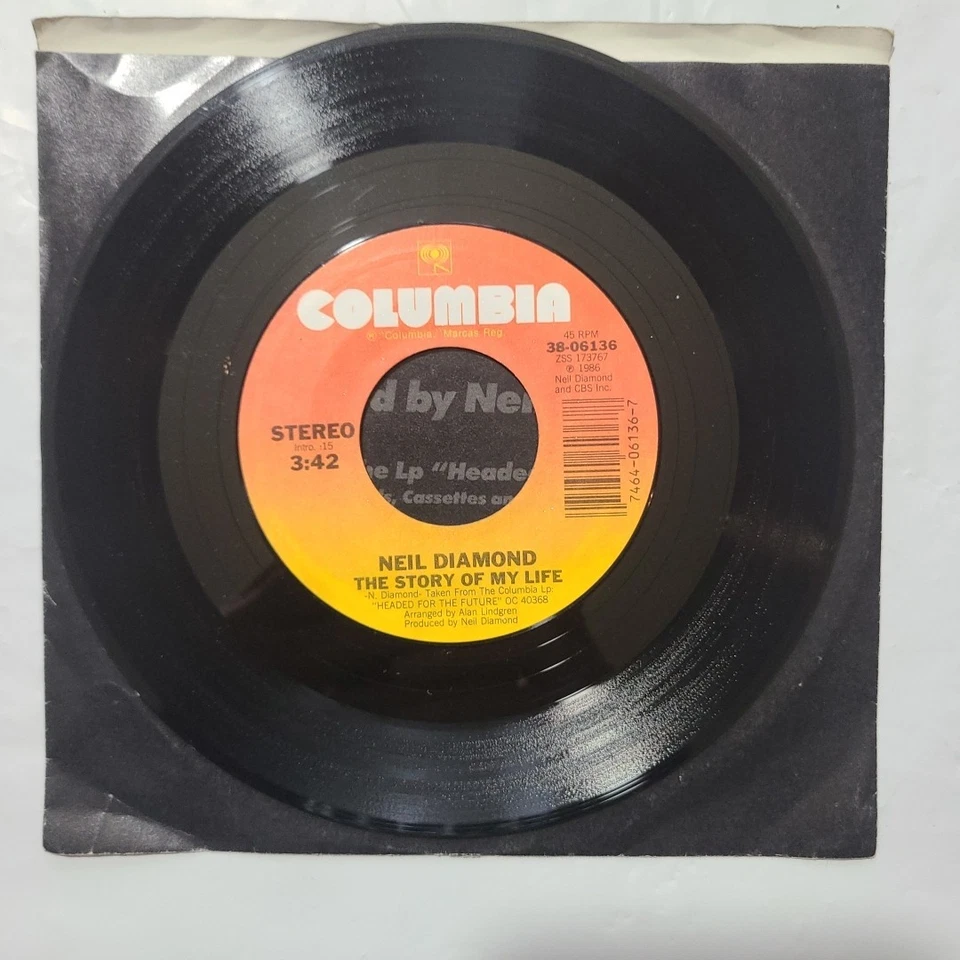 COLUMBIA
® "Columbia", Marcas Reg.
45 RPM
38-06136
ZSS 173767
℗ 1986
Neil Diamond
and CBS Inc.
7464-06136-7
STEREO
Intro. :15
3:42
d by Nei
e Lp "Heade
s, Cassettes an
NEIL DIAMOND
THE STORY OF MY LIFE
-N. Diamond- Taken From The Columbia Lp:
"HEADED FOR THE FUTURE" OC 40368
Arranged by Alan Lindgren
Produced by Neil Diamond